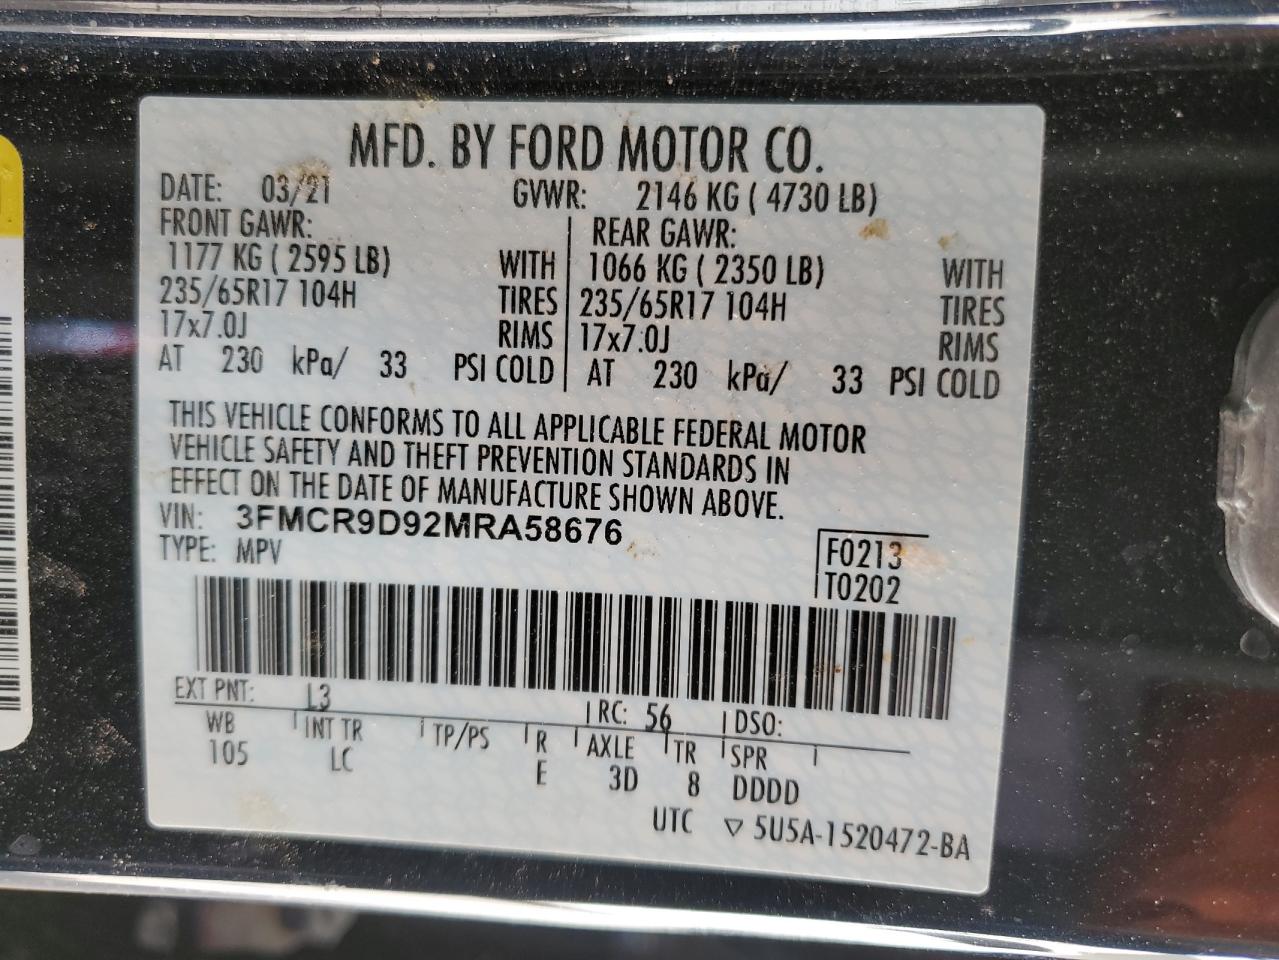 MFD. BY FORD MOTOR CO.
DATE: 03/21 GVWR: 2146 KG ( 4730 LB)
FRONT GAWR: REAR GAWR:
1177 KG ( 2595 LB) WITH 1066 KG ( 2350 LB) WITH
235/65R17 104H TIRES 235/65R17 104H TIRES
17x7.0J RIMS 17x7.0J RIMS
AT 230 kPa/ 33 PSI COLD AT 230 kPa/ 33 PSI COLD
THIS VEHICLE CONFORMS TO ALL APPLICABLE FEDERAL MOTOR
VEHICLE SAFETY AND THEFT PREVENTION STANDARDS IN
EFFECT ON THE DATE OF MANUFACTURE SHOWN ABOVE.
VIN: 3FMCR9D92MRA58676
TYPE: MPV
F0213
T0202
EXT PNT: L3 RC: 56 DSO:
WB INT TR TP/PS R AXLE TR SPR
105 LC E 3D 8 DDDD
UTC ▽ 5U5A-1520472-BA